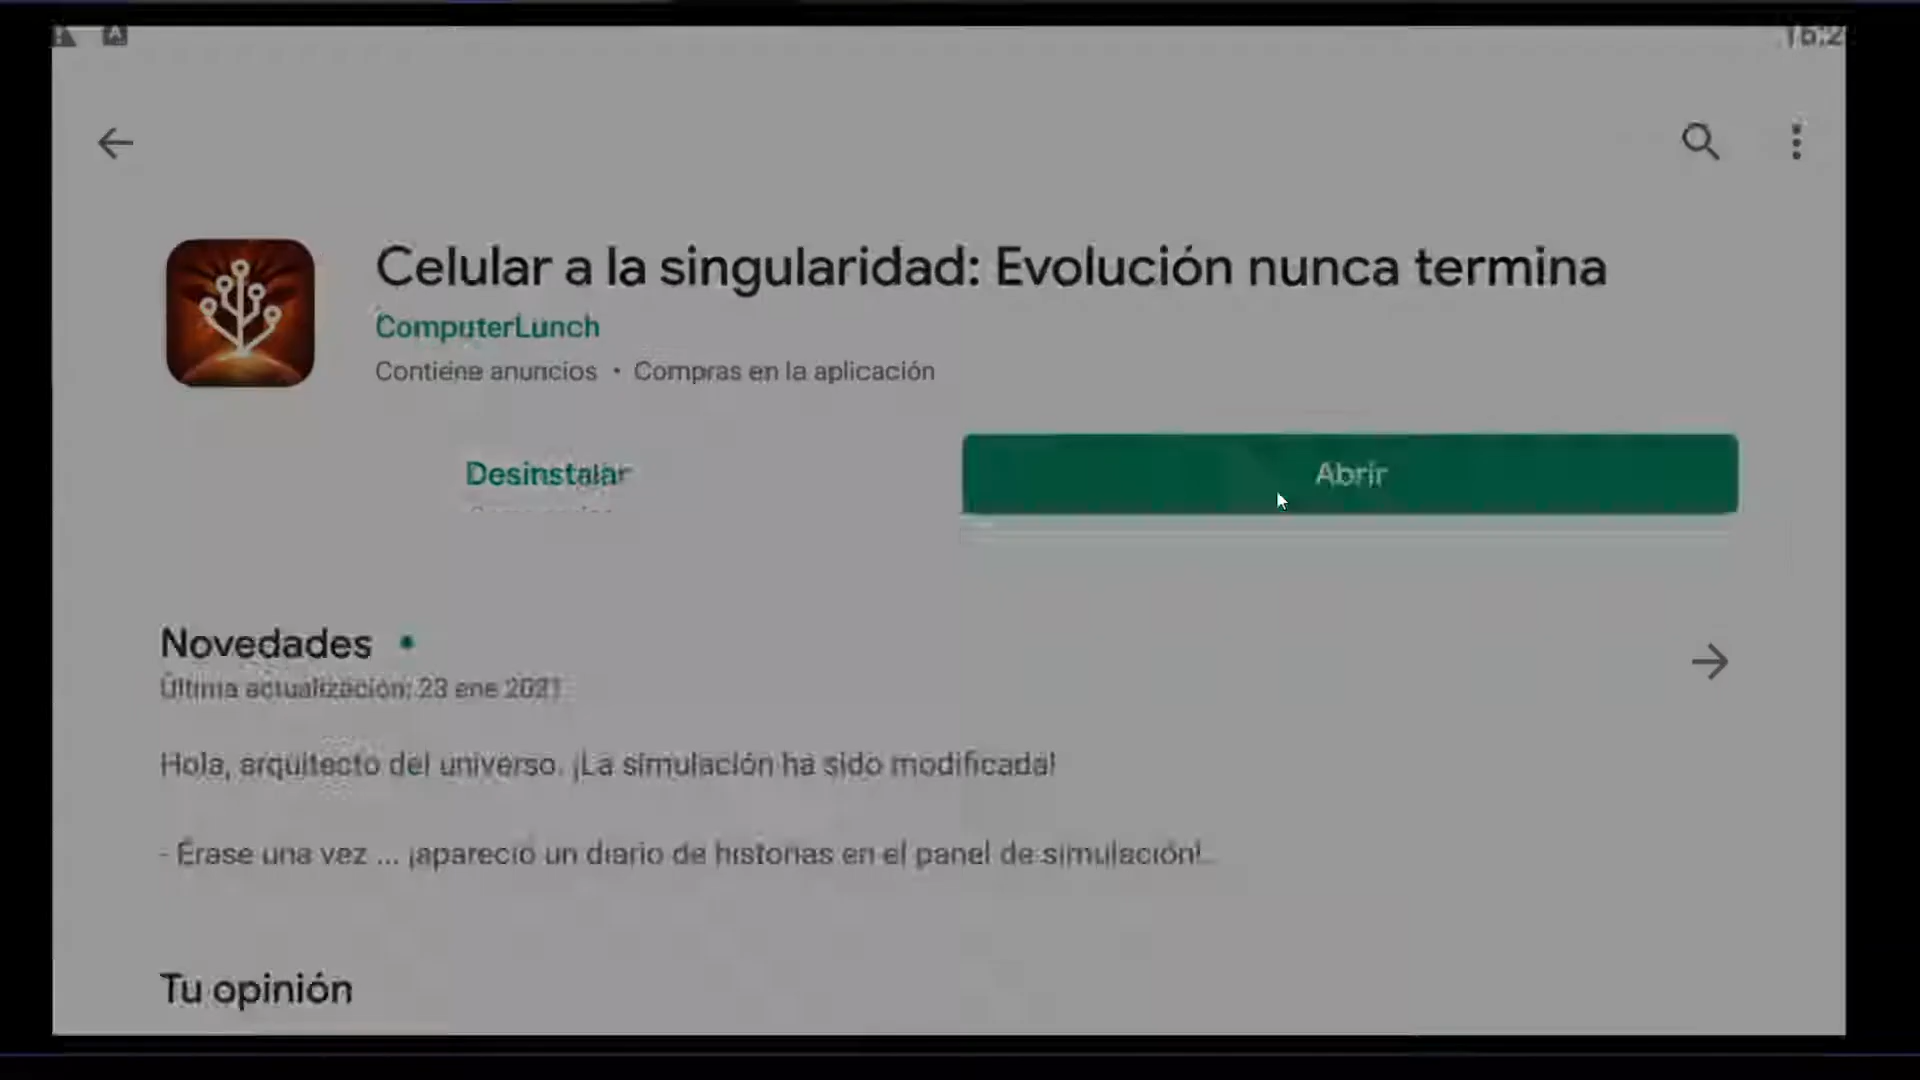 Celular a la singularidad: Evolución nunca termina
ComputerLunch
Contiene anuncios • Compras en la aplicación
Desinstalar
Abrir
Novedades •
Última actualización: 23 ene 2021
Hola, arquitecto del universo. ¡La simulación ha sido modificada!
- Érase una vez ... ¡apareció un diario de historias en el panel de simulación!
Tu opinión